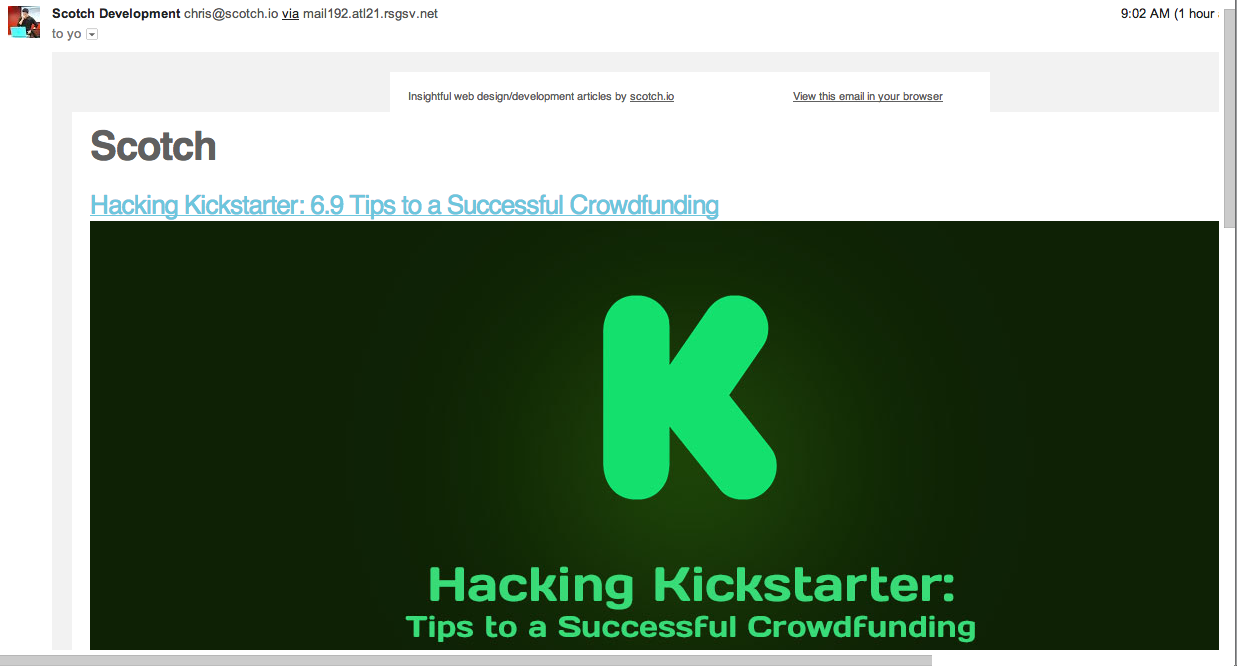 Scotch Development chris@scotch.io via mail192.atl21.rsgsv.net 9:02 AM (1 hour
to yo
Insightful web design/development articles by scotch.io View this email in your browser
Scotch
Hacking Kickstarter: 6.9 Tips to a Successful Crowdfunding
K
Hacking Kickstarter:
Tips to a Successful Crowdfunding